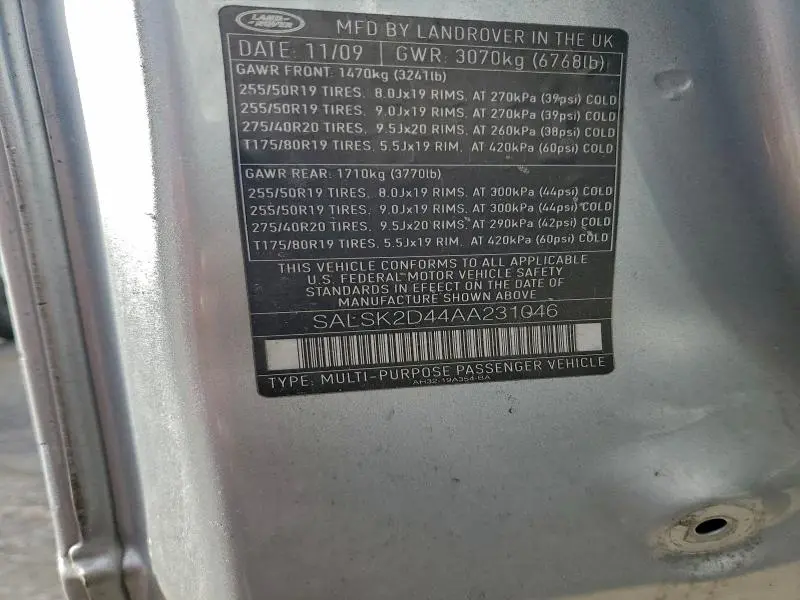 LAND ROVER
MFD BY LANDROVER IN THE UK
DATE: 11/09 GWR: 3070kg (6768lb)
GAWR FRONT: 1470kg (3241lb)
255/50R19 TIRES, 8.0Jx19 RIMS, AT 270kPa (39psi) COLD
255/50R19 TIRES, 9.0Jx19 RIMS, AT 270kPa (39psi) COLD
275/40R20 TIRES, 9.5Jx20 RIMS, AT 260kPa (38psi) COLD
T175/80R19 TIRES, 5.5Jx19 RIM, AT 420kPa (60psi) COLD
GAWR REAR: 1710kg (3770lb)
255/50R19 TIRES, 8.0Jx19 RIMS, AT 300kPa (44psi) COLD
255/50R19 TIRES, 9.0Jx19 RIMS, AT 300kPa (44psi) COLD
275/40R20 TIRES, 9.5Jx20 RIMS, AT 290kPa (42psi) COLD
T175/80R19 TIRES, 5.5Jx19 RIM, AT 420kPa (60psi) COLD
THIS VEHICLE CONFORMS TO ALL APPLICABLE
U.S. FEDERAL MOTOR VEHICLE SAFETY
STANDARDS IN EFFECT ON THE DATE OF
MANUFACTURE SHOWN ABOVE
SALSK2D44AA231046
TYPE: MULTI-PURPOSE PASSENGER VEHICLE
AH32-19A354-BA